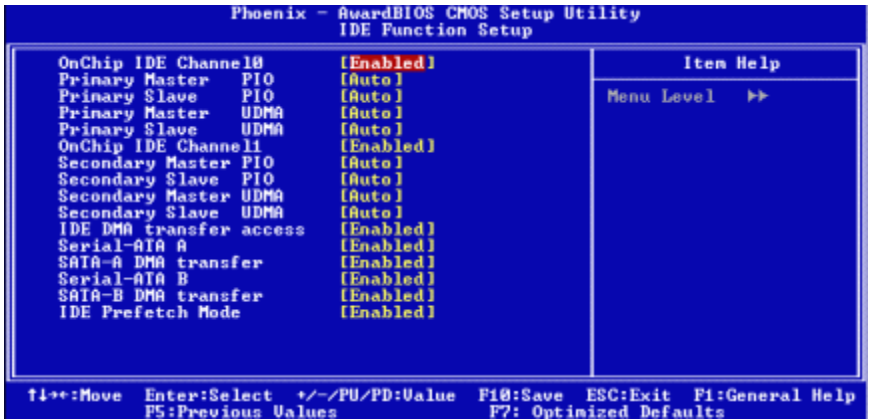 Phoenix - AwardBIOS CMOS Setup Utility
IDE Function Setup
OnChip IDE Channel0 [Enabled]
Primary Master PIO [Auto]
Primary Slave PIO [Auto]
Primary Master UDMA [Auto]
Primary Slave UDMA [Auto]
OnChip IDE Channel1 [Enabled]
Secondary Master PIO [Auto]
Secondary Slave PIO [Auto]
Secondary Master UDMA [Auto]
Secondary Slave UDMA [Auto]
IDE DMA transfer access [Enabled]
Serial-ATA A [Enabled]
SATA-A DMA transfer [Enabled]
Serial-ATA B [Enabled]
SATA-B DMA transfer [Enabled]
IDE Prefetch Mode [Enabled]
Item Help
Menu Level ►►
↑↓→←:Move Enter:Select +/-/PU/PD:Value F10:Save ESC:Exit F1:General Help
F5:Previous Values F7: Optimized Defaults